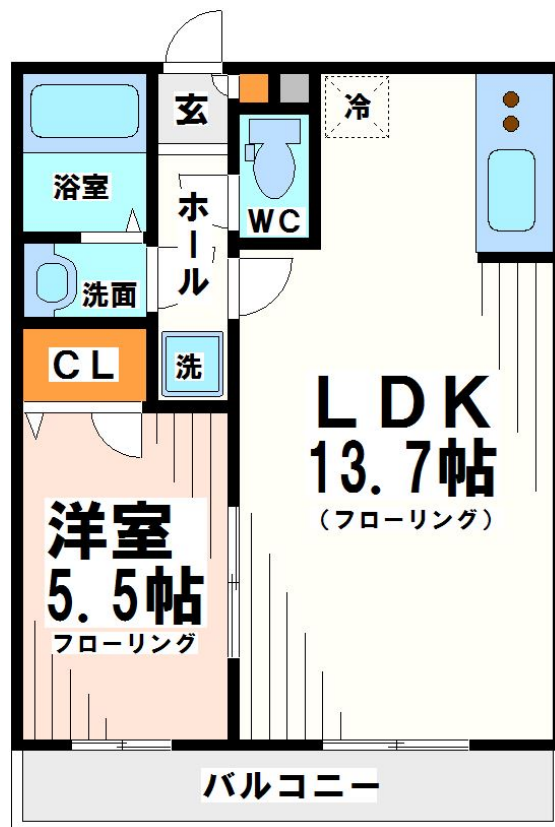 玄
冷
浴室
ホール
WC
洗面
CL
洗
LDK
13.7帖
(フローリング)
洋室
5.5帖
フローリング
バルコニー